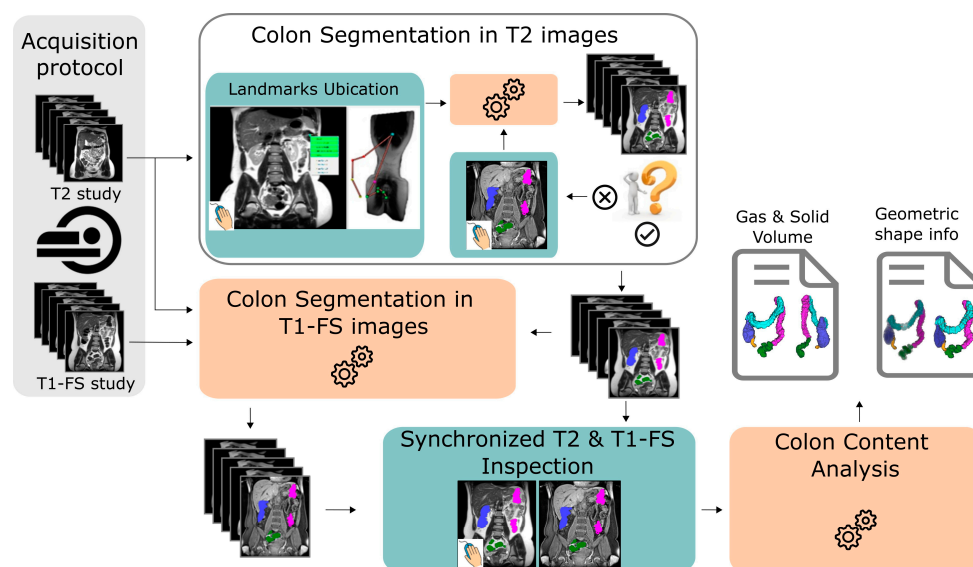 Acquisition
protocol
T2 study
T1-FS study
Colon Segmentation in T2 images
Landmarks Ubication
Colon Segmentation in
T1-FS images
Synchronized T2 & T1-FS
Inspection
Colon Content
Analysis
Gas & Solid
Volume
Geometric
shape info